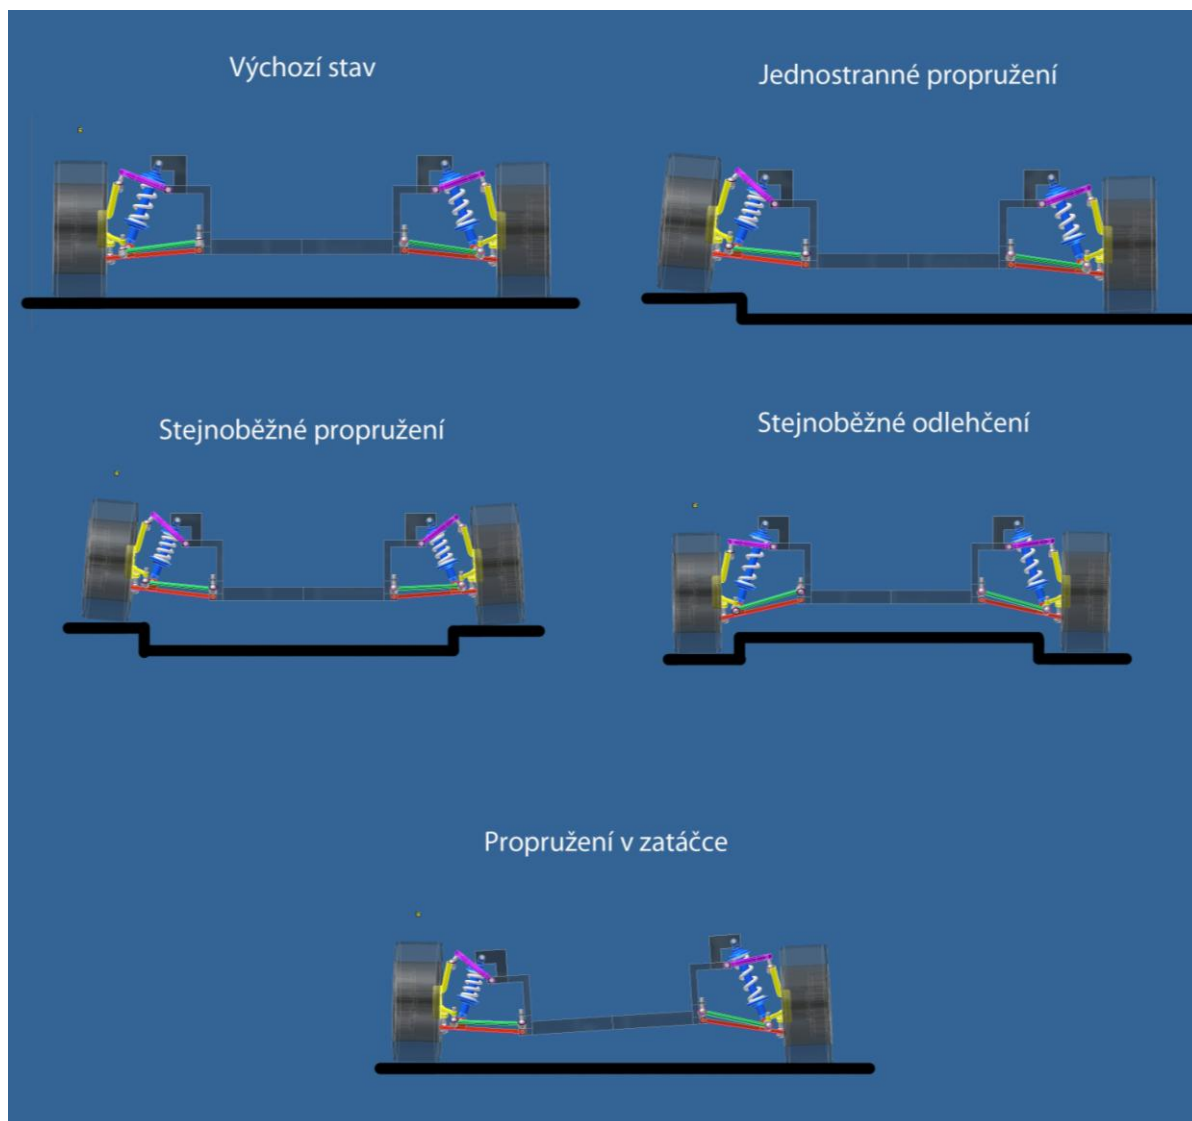 Výchozí stav
Jednostranné propružení
Stejnoběžné propružení
Stejnoběžné odlehčení
Propružení v zatáčce